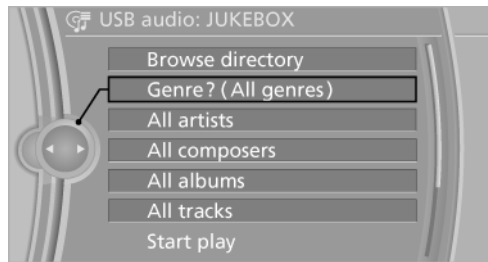 USB audio: JUKEBOX
Browse directory
Genre? (All genres)
All artists
All composers
All albums
All tracks
Start play